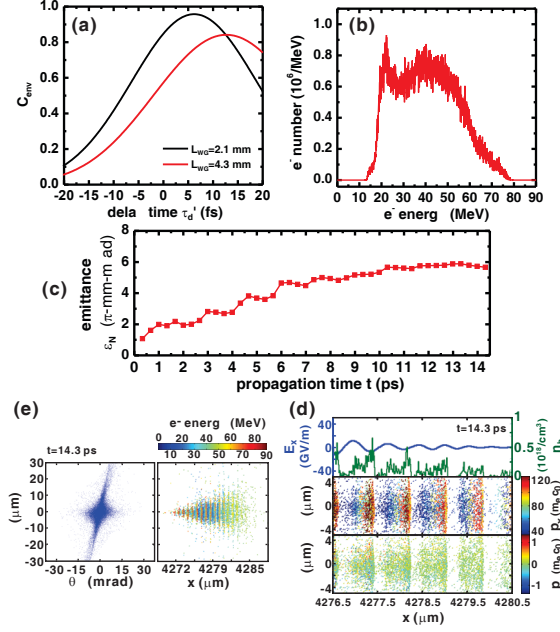 (a)
C_env
1.0
0.8
0.6
0.4
0.2
0.0
L_WG=2.1 mm
L_WG=4.3 mm
-20 -15 -10 -5 0 5 10 15 20
dela time τ_d' (fs)
(b)
e⁻ number (10⁶/MeV)
1.0
0.8
0.6
0.4
0.2
0.0
0 10 20 30 40 50 60 70 80 90
e⁻ energ (MeV)
(c)
emittance
ε_N (π-mm-m ad)
8
6
4
2
0
0 1 2 3 4 5 6 7 8 9 10 11 12 13 14
propagation time t (ps)
(e)
e⁻ energ (MeV)
0 10 20 30 40 50 60 70 80 90
t=14.3 ps
(μm)
30
20
10
0
-10
-20
-30
-30 -15 0 15 30
θ (mrad)
4272 4279 4285
x (μm)
(d)
t=14.3 ps
E_x
(GV/m)
40
0
-40
1
0.5
0
(10¹⁸/cm³)
(μm)
4
0
-4
120
80
40
0
(m_e c_0)
(μm)
4
0
-4
1
0
-1
p (m_e c_0)
4276.5 4277.5 4278.5 4279.5 4280.5
x (μm)